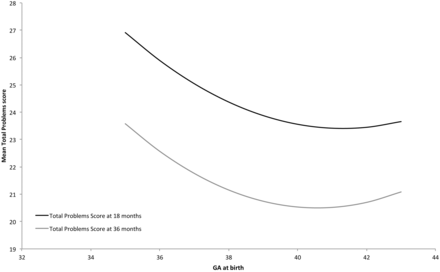 28
27
26
25
24
23
22
21
20
19
Mean Total Problems score
Total Problems Score at 18 months
Total Problems Score at 36 months
32 34 36 38 40 42 44
GA at birth